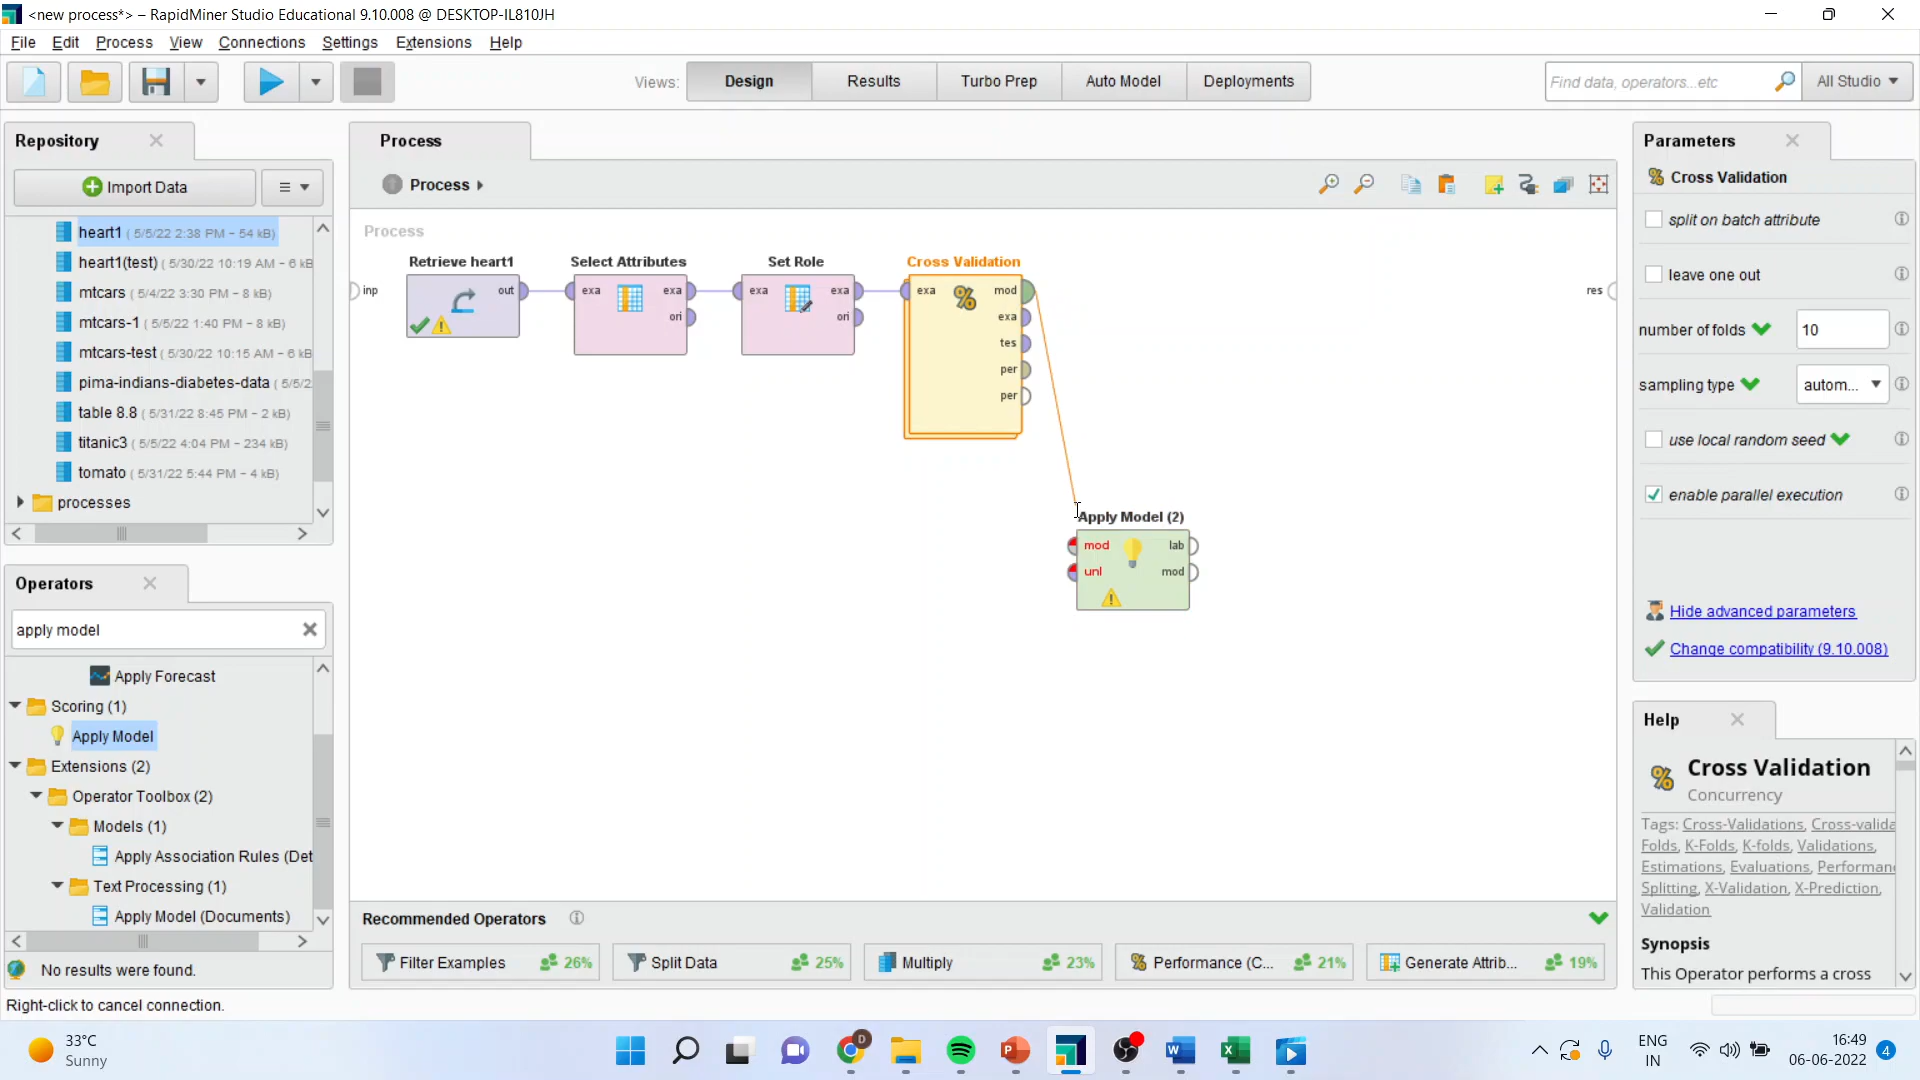 <new process*> – RapidMiner Studio Educational 9.10.008 @ DESKTOP-IL810JH
File Edit Process View Connections Settings Extensions Help
Views: Design Results Turbo Prep Auto Model Deployments
Find data, operators...etc
All Studio
Repository
Import Data
heart1 ( 5/5/22 2:38 PM – 54 kB)
heart1(test) ( 5/30/22 10:19 AM – 6 kB
mtcars ( 5/4/22 3:30 PM – 8 kB)
mtcars-1 ( 5/5/22 1:40 PM – 8 kB)
mtcars-test ( 5/30/22 10:15 AM – 6 kB
pima-indians-diabetes-data ( 5/5/2
table 8.8 ( 5/31/22 8:45 PM – 2 kB)
titanic3 ( 5/5/22 4:04 PM – 234 kB)
tomato ( 5/31/22 5:44 PM – 4 kB)
processes
Operators
apply model
Apply Forecast
Scoring (1)
Apply Model
Extensions (2)
Operator Toolbox (2)
Models (1)
Apply Association Rules (Det
Text Processing (1)
Apply Model (Documents)
No results were found.
Right-click to cancel connection.
Process
Process
Process
inp
Retrieve heart1
out
Select Attributes
exa exa
ori
Set Role
exa exa
ori
Cross Validation
exa mod
exa
tes
per
per
res
Apply Model (2)
mod lab
unl mod
Recommended Operators
Filter Examples 26%
Split Data 25%
Multiply 23%
Performance (C... 21%
Generate Attrib... 19%
Parameters
Cross Validation
split on batch attribute
leave one out
number of folds 10
sampling type autom...
use local random seed
enable parallel execution
Hide advanced parameters
Change compatibility (9.10.008)
Help
Cross Validation
Concurrency
Tags: Cross-Validations, Cross-valida
Folds, K-Folds, K-folds, Validations,
Estimations, Evaluations, Performan
Splitting, X-Validation, X-Prediction,
Validation
Synopsis
This Operator performs a cross
33°C
Sunny
ENG
IN
16:49
06-06-2022
4